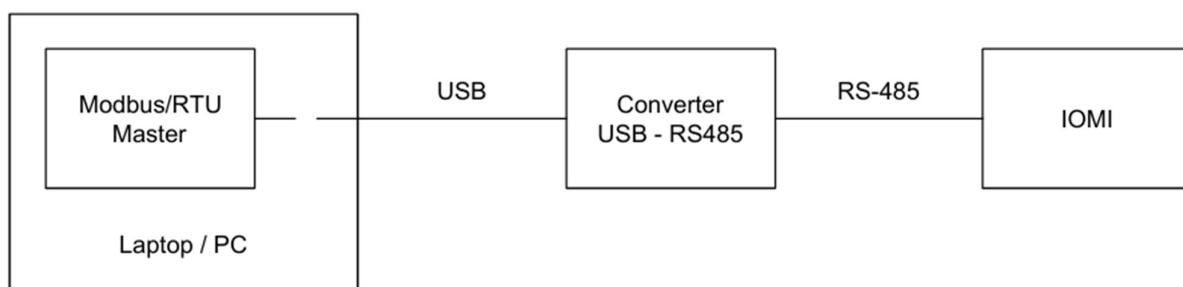 Modbus/RTU
Master
Laptop / PC
USB
Converter
USB - RS485
RS-485
IOMI